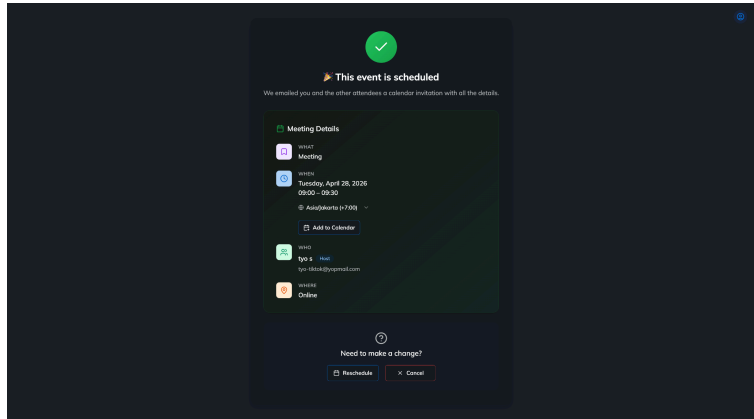 🎉 This event is scheduled
We emailed you and the other attendees a calendar invitation with all the details.
Meeting Details
WHAT
Meeting
WHEN
Tuesday, April 28, 2026
09:00 – 09:30
Asia/Jakarta (+7:00)
Add to Calendar
WHO
tyo s Host
tyo-tiktok@yopmail.com
WHERE
Online
Need to make a change?
Reschedule
Cancel